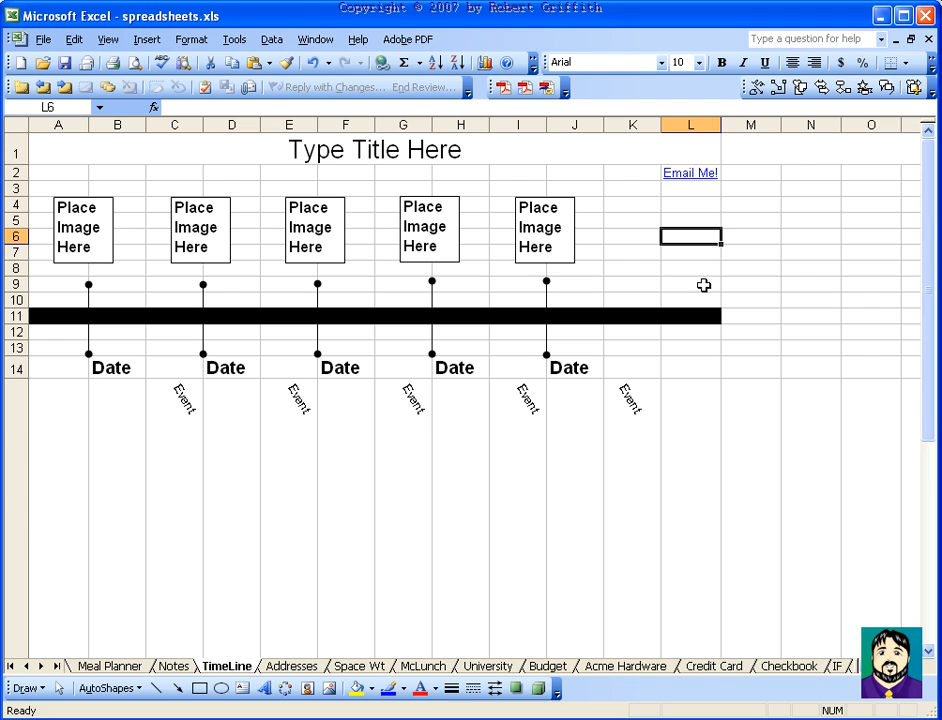 Copyright © 2007 by Robert Griffith
Microsoft Excel - spreadsheets.xls
File Edit View Insert Format Tools Data Window Help Adobe PDF
Type a question for help
Arial 10 B I U $ %
Reply with Changes... End Review...
L6 fx
A B C D E F G H I J K L M N O
1 Type Title Here
2 Email Me!
3
4 Place Place Place Place Place
5 Image Image Image Image Image
6
7 Here Here Here Here Here
8
9
10
11
12
13
14 Date Date Date Date Date
Event Event Event Event Event
Meal Planner Notes TimeLine Addresses Space Wt McLunch University Budget Acme Hardware Credit Card Checkbook IF
Draw AutoShapes
Ready NUM